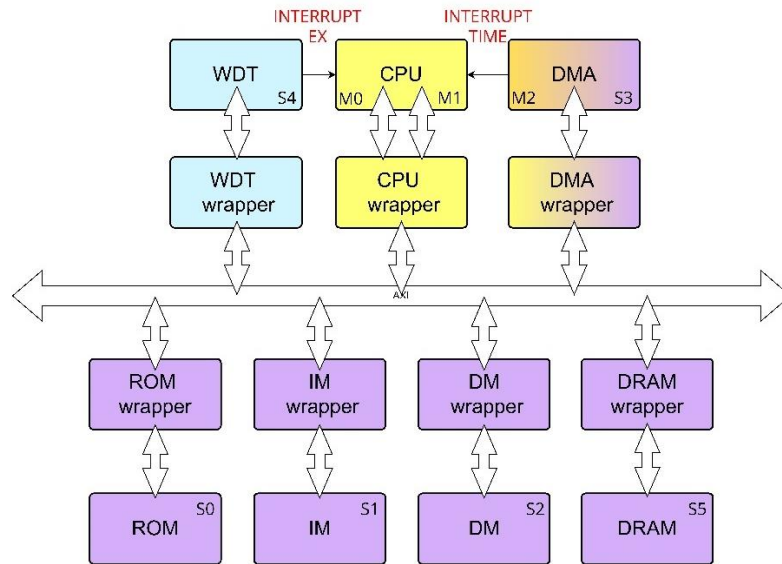 INTERRUPT
EX
INTERRUPT
TIME
WDT
S4
CPU
M0
M1
DMA
M2
S3
WDT
wrapper
CPU
wrapper
DMA
wrapper
AXI
ROM
wrapper
IM
wrapper
DM
wrapper
DRAM
wrapper
S0
ROM
S1
IM
S2
DM
S5
DRAM